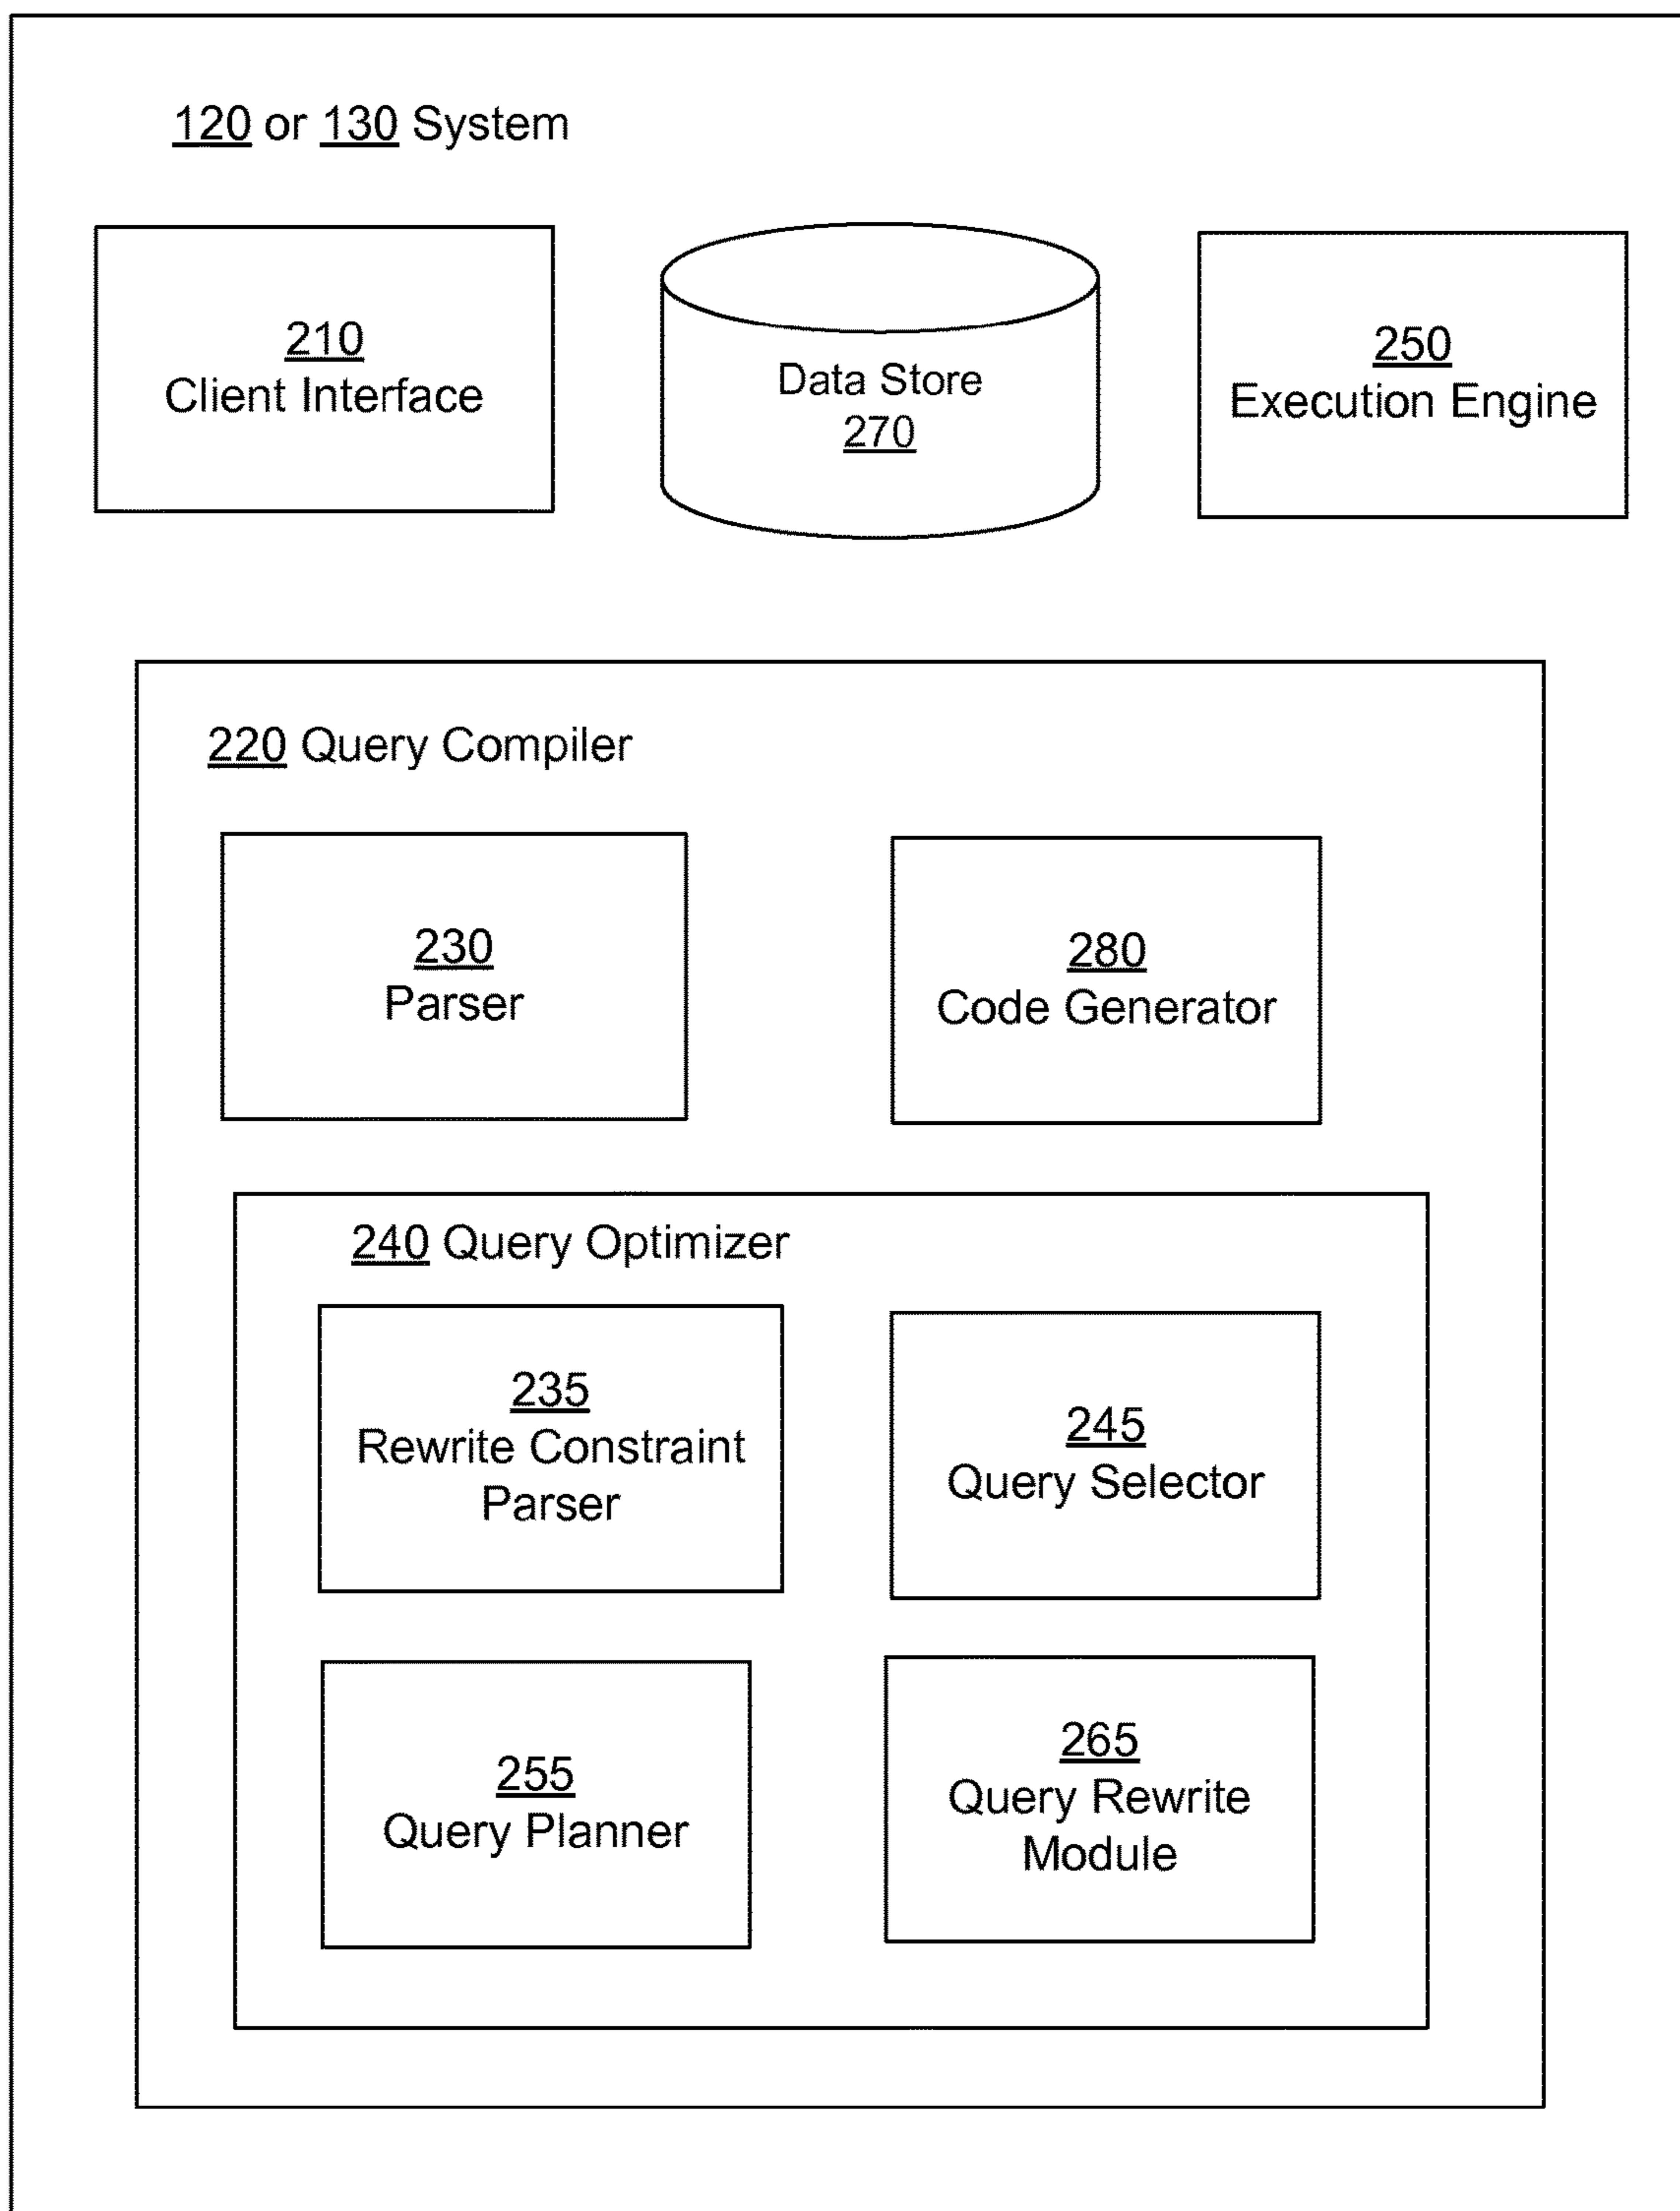 120 or 130 System
210
Client Interface
Data Store
270
250
Execution Engine
220 Query Compiler
230
Parser
280
Code Generator
240 Query Optimizer
235
Rewrite Constraint
Parser
245
Query Selector
255
Query Planner
265
Query Rewrite
Module